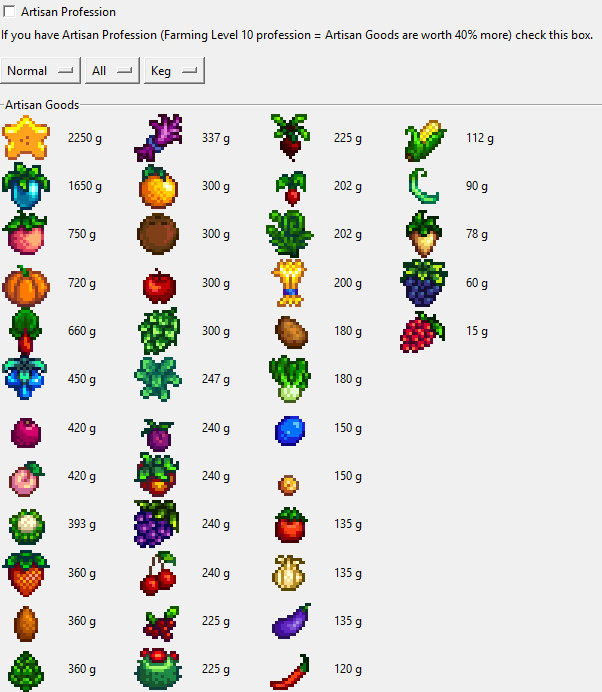 Artisan Profession
If you have Artisan Profession (Farming Level 10 profession = Artisan Goods are worth 40% more) check this box.
Normal All Keg
Artisan Goods
2250 g 337 g 225 g 112 g
1650 g 300 g 202 g 90 g
750 g 300 g 202 g 78 g
720 g 300 g 200 g 60 g
660 g 300 g 180 g 15 g
450 g 247 g 180 g
420 g 240 g 150 g
420 g 240 g 150 g
393 g 240 g 135 g
360 g 240 g 135 g
360 g 225 g 135 g
360 g 225 g 120 g